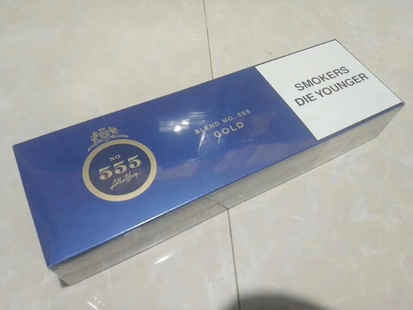 NO.
555
BLEND NO. 555
GOLD
SMOKERS
DIE YOUNGER